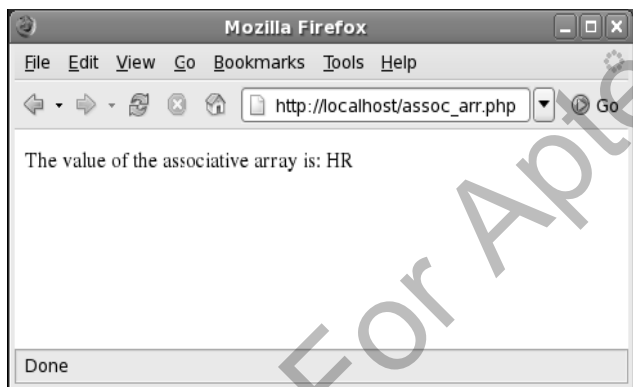 Mozilla Firefox
File Edit View Go Bookmarks Tools Help
http://localhost/assoc_arr.php Go
The value of the associative array is: HR
Done
For Apte